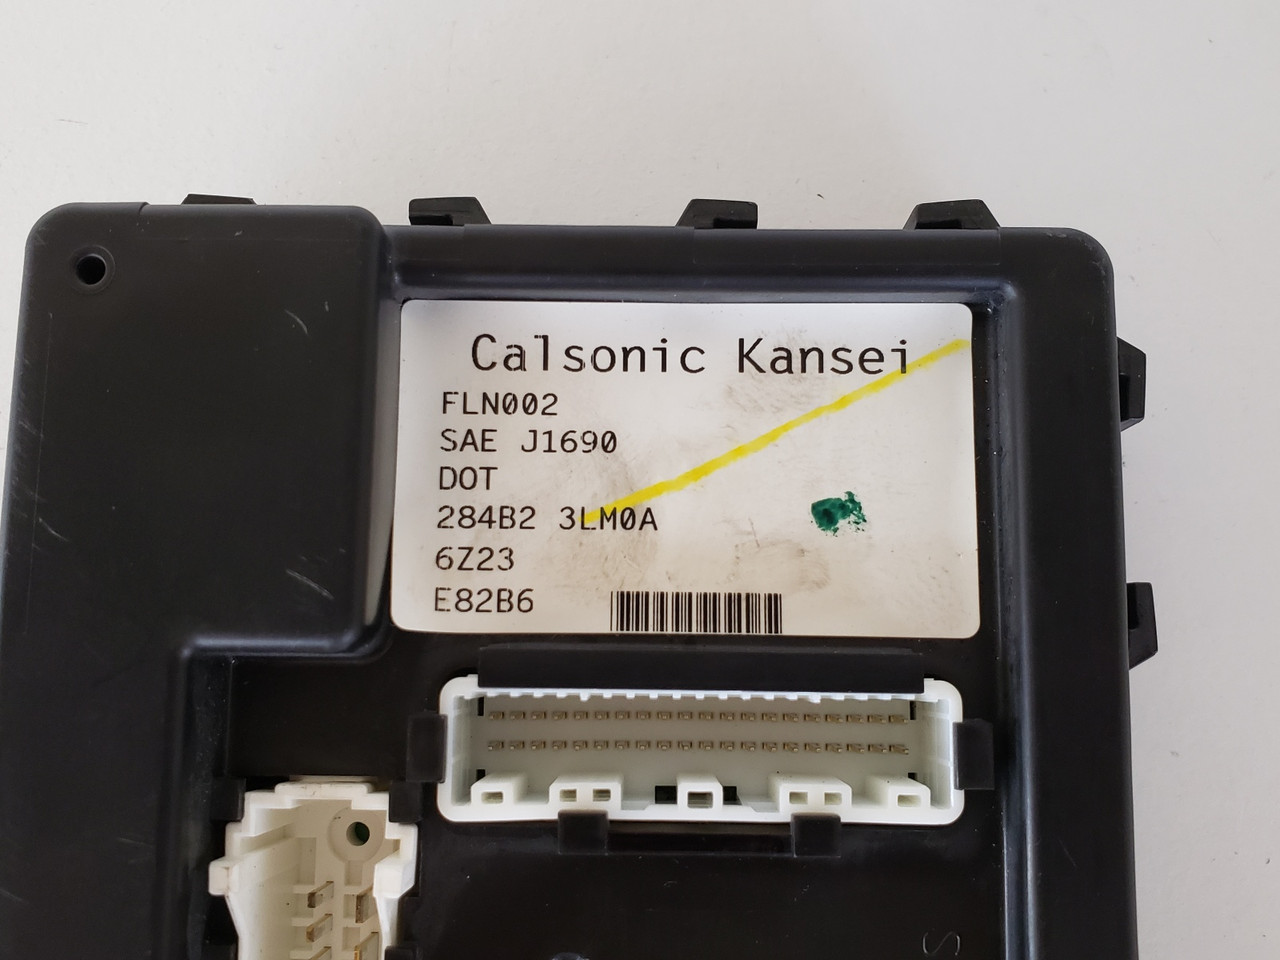 Calsonic Kansei
FLN002
SAE J1690
DOT
284B2 3LM0A
6Z23
E82B6
S